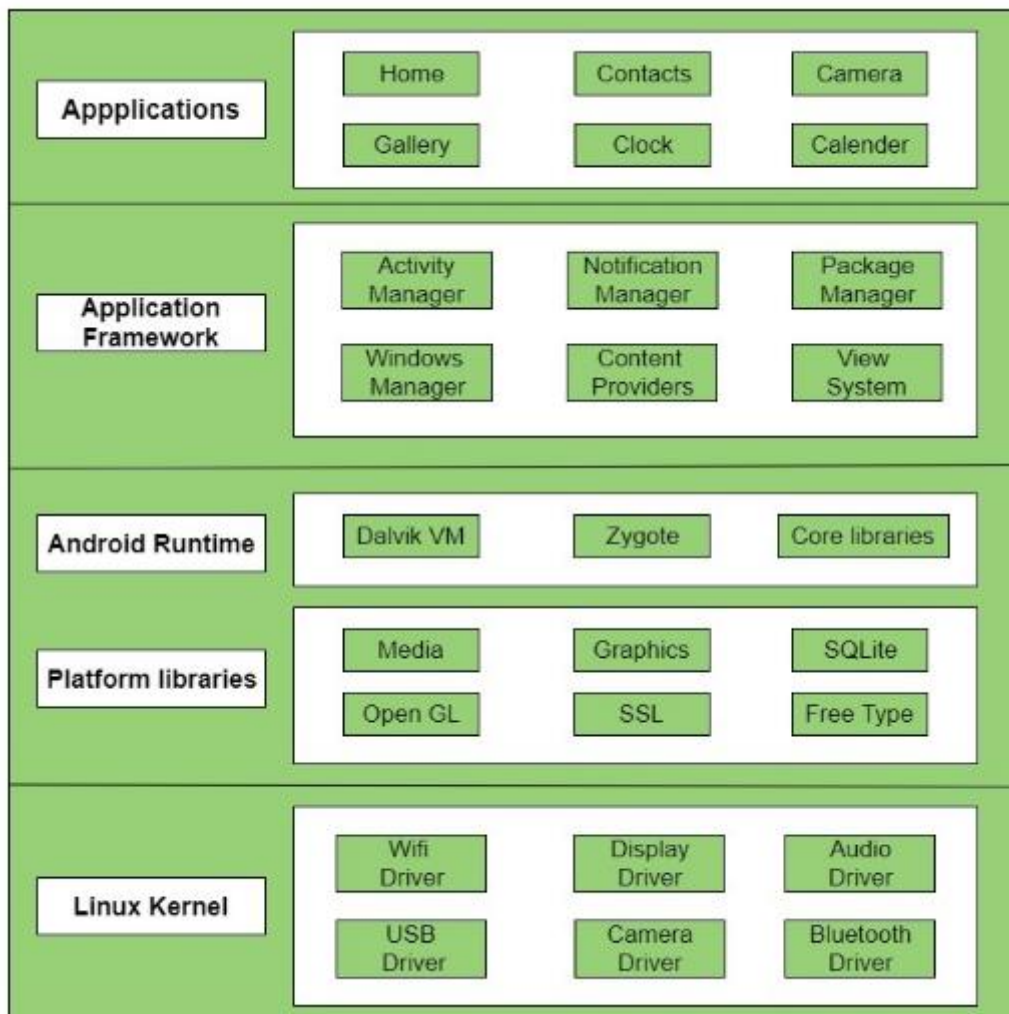 Appplications
Home
Contacts
Camera
Gallery
Clock
Calender
Application
Framework
Activity
Manager
Notification
Manager
Package
Manager
Windows
Manager
Content
Providers
View
System
Android Runtime
Dalvik VM
Zygote
Core libraries
Platform libraries
Media
Graphics
SQLite
Open GL
SSL
Free Type
Linux Kernel
Wifi
Driver
Display
Driver
Audio
Driver
USB
Driver
Camera
Driver
Bluetooth
Driver